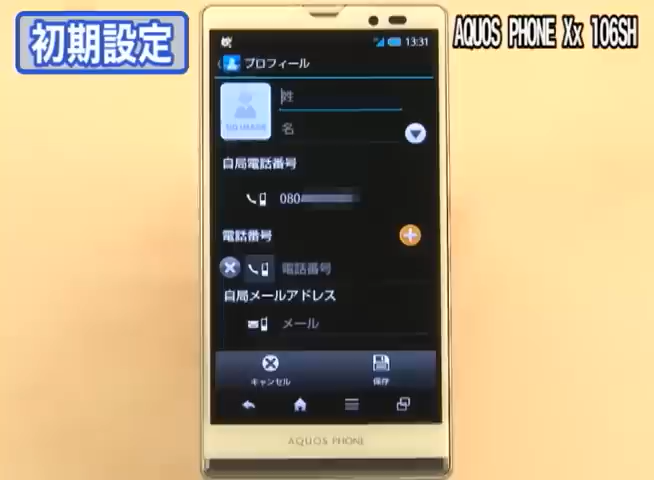 初期設定
AQUOS PHONE Xx 106SH
AQUOS PHONE
13:31
プロフィール
姓
NO IMAGE
名
自局電話番号
080
電話番号
電話番号
自局メールアドレス
メール
キャンセル
保存
AQUOS PHONE